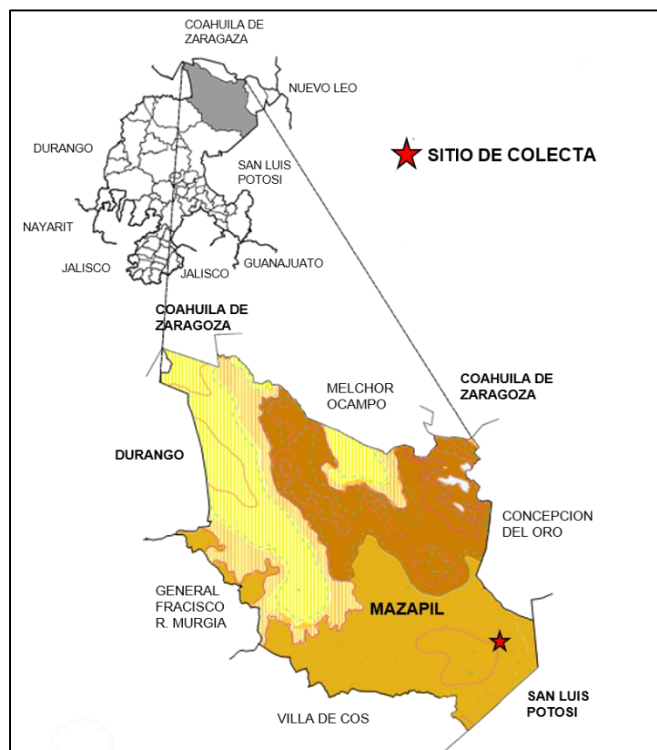 COAHUILA DE
ZARAGAZA
NUEVO LEO
DURANGO
SITIO DE COLECTA
SAN LUIS
POTOSI
NAYARIT
JALISCO
JALISCO
GUANAJUATO
COAHUILA DE
ZARAGOZA
MELCHOR
OCAMPO
COAHUILA DE
ZARAGOZA
DURANGO
CONCEPCION
DEL ORO
GENERAL
FRACISCO
R. MURGIA
MAZAPIL
SAN LUIS
POTOSI
VILLA DE COS